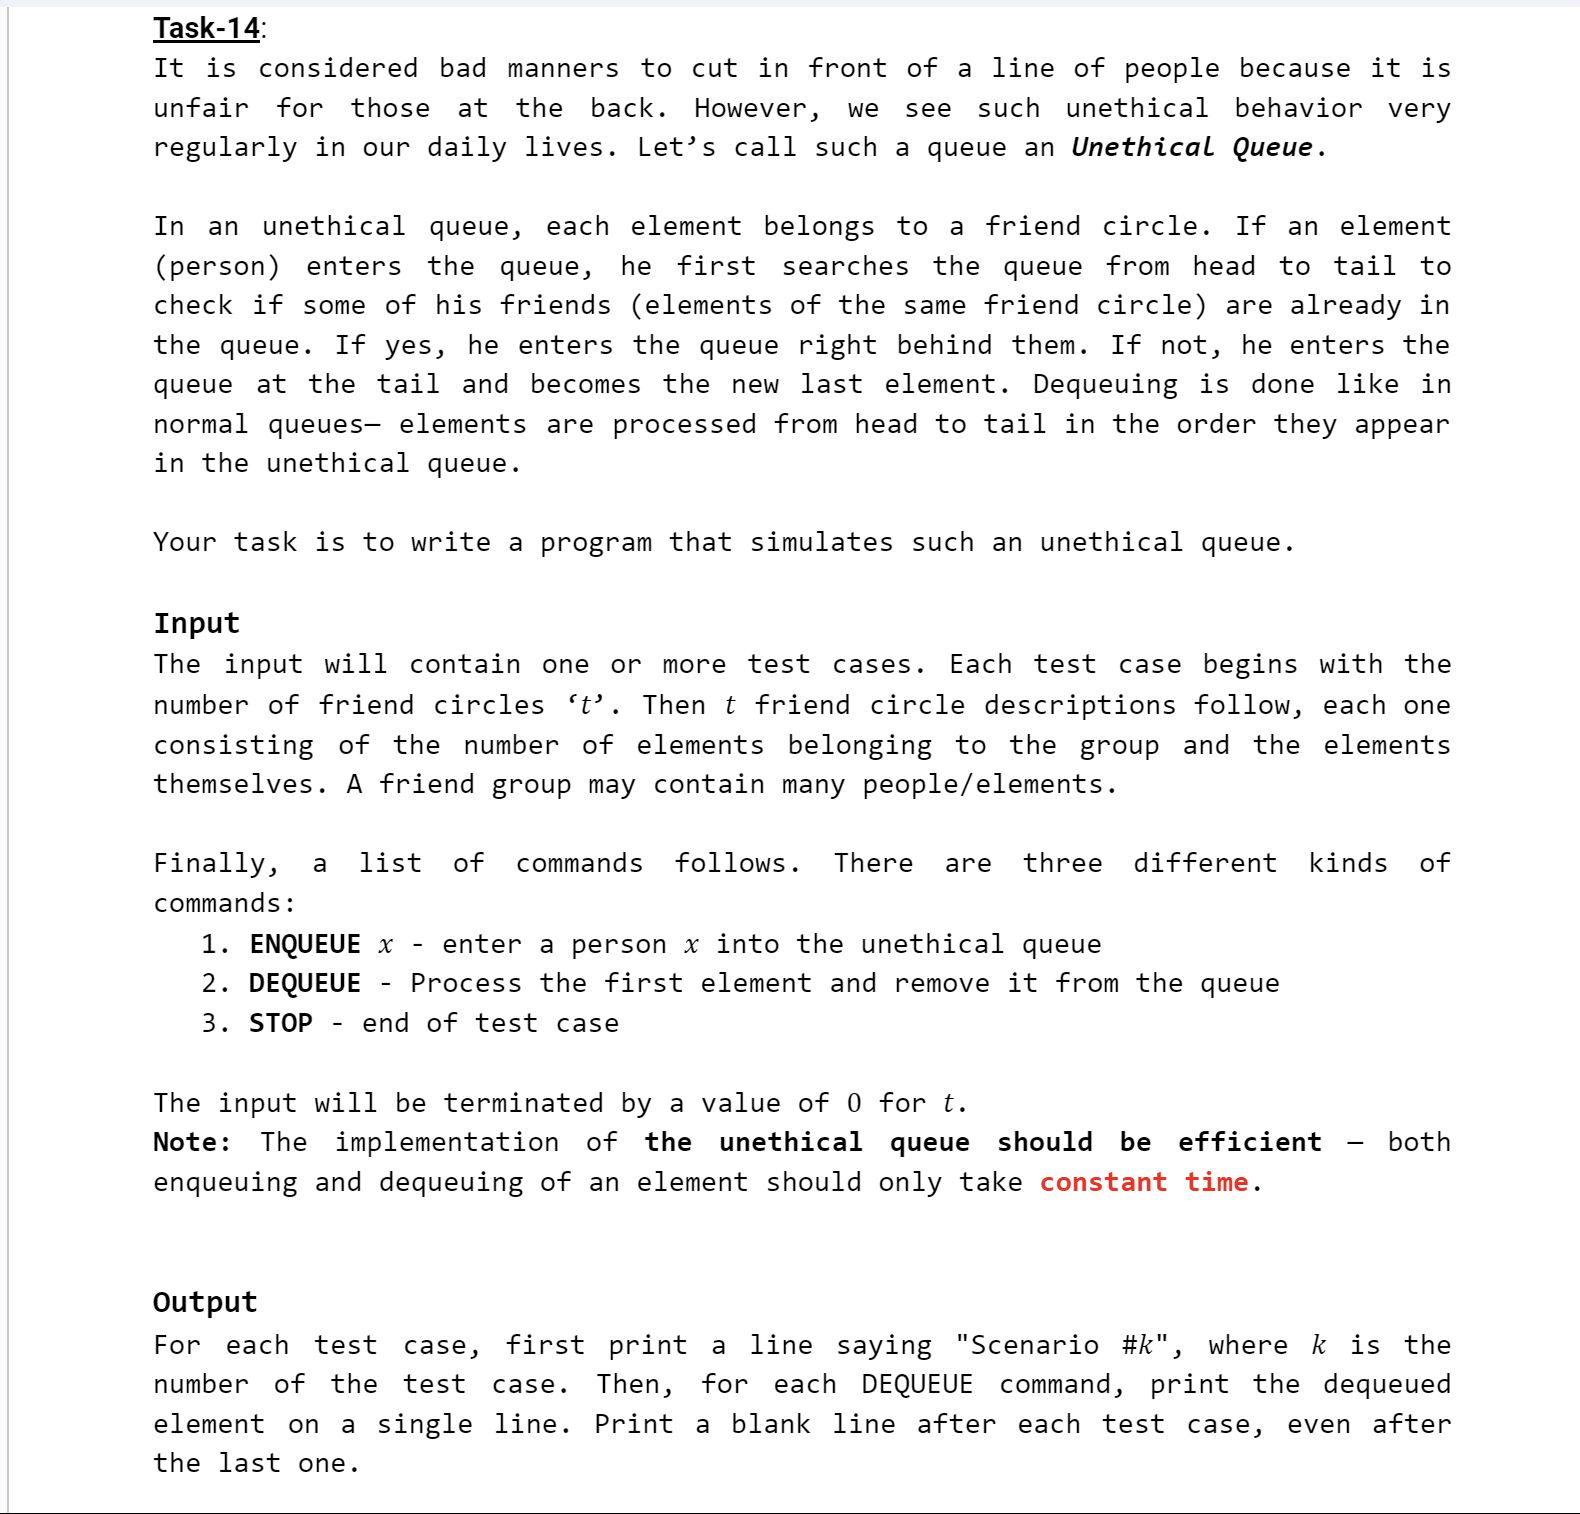 Task-14:
It is considered bad manners to cut in front of a line of people because it is
unfair for those at the back. However, we see such unethical behavior very
regularly in our daily lives. Let’s call such a queue an Unethical Queue.
In an unethical queue, each element belongs to a friend circle. If an element
(person) enters the queue, he first searches the queue from head to tail to
check if some of his friends (elements of the same friend circle) are already in
the queue. If yes, he enters the queue right behind them. If not, he enters the
queue at the tail and becomes the new last element. Dequeuing is done like in
normal queues— elements are processed from head to tail in the order they appear
in the unethical queue.
Your task is to write a program that simulates such an unethical queue.
Input
The input will contain one or more test cases. Each test case begins with the
number of friend circles ‘t’. Then t friend circle descriptions follow, each one
consisting of the number of elements belonging to the group and the elements
themselves. A friend group may contain many people/elements.
Finally, a list of commands follows. There are three different kinds of
commands:
1. ENQUEUE x - enter a person x into the unethical queue
2. DEQUEUE - Process the first element and remove it from the queue
3. STOP - end of test case
The input will be terminated by a value of 0 for t.
Note: The implementation of the unethical queue should be efficient — both
enqueuing and dequeuing of an element should only take constant time.
Output
For each test case, first print a line saying "Scenario #k", where k is the
number of the test case. Then, for each DEQUEUE command, print the dequeued
element on a single line. Print a blank line after each test case, even after
the last one.